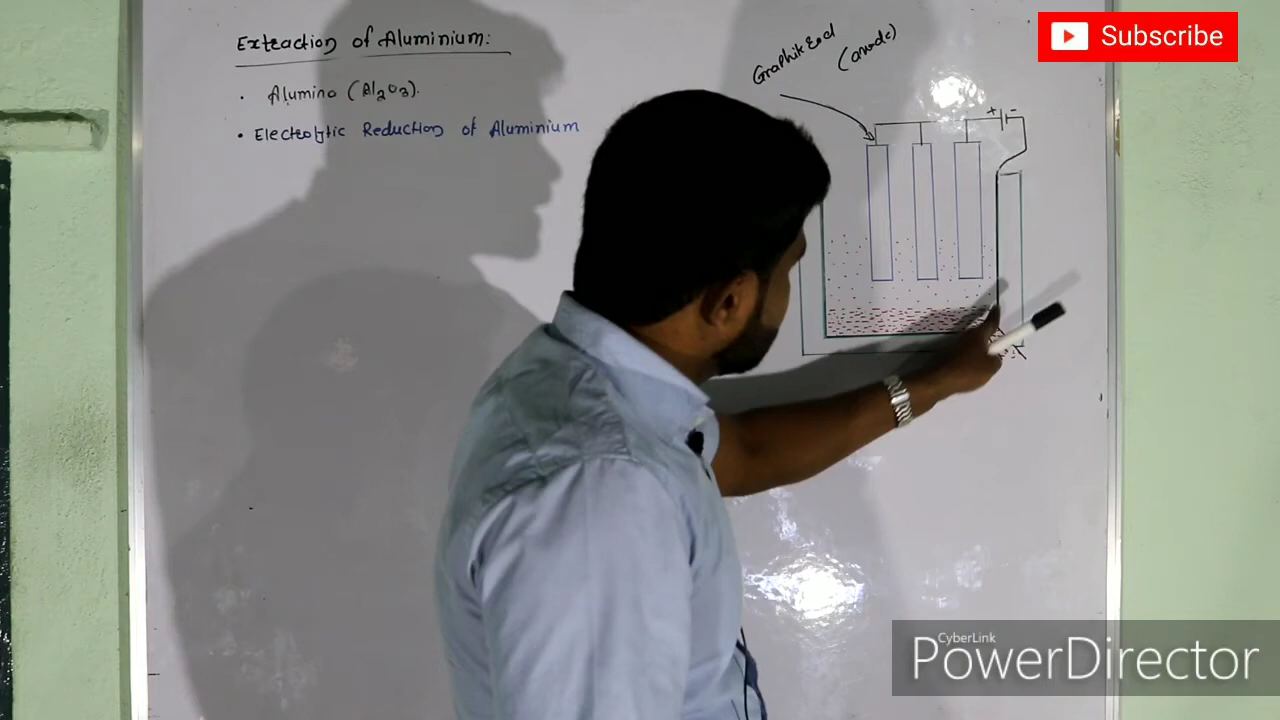 Extraction of Aluminium:
· Alumina (Al2O3).
• Electrolytic Reduction of Aluminium
Graphite rod
(anode)
+ -
Subscribe
CyberLink
PowerDirector